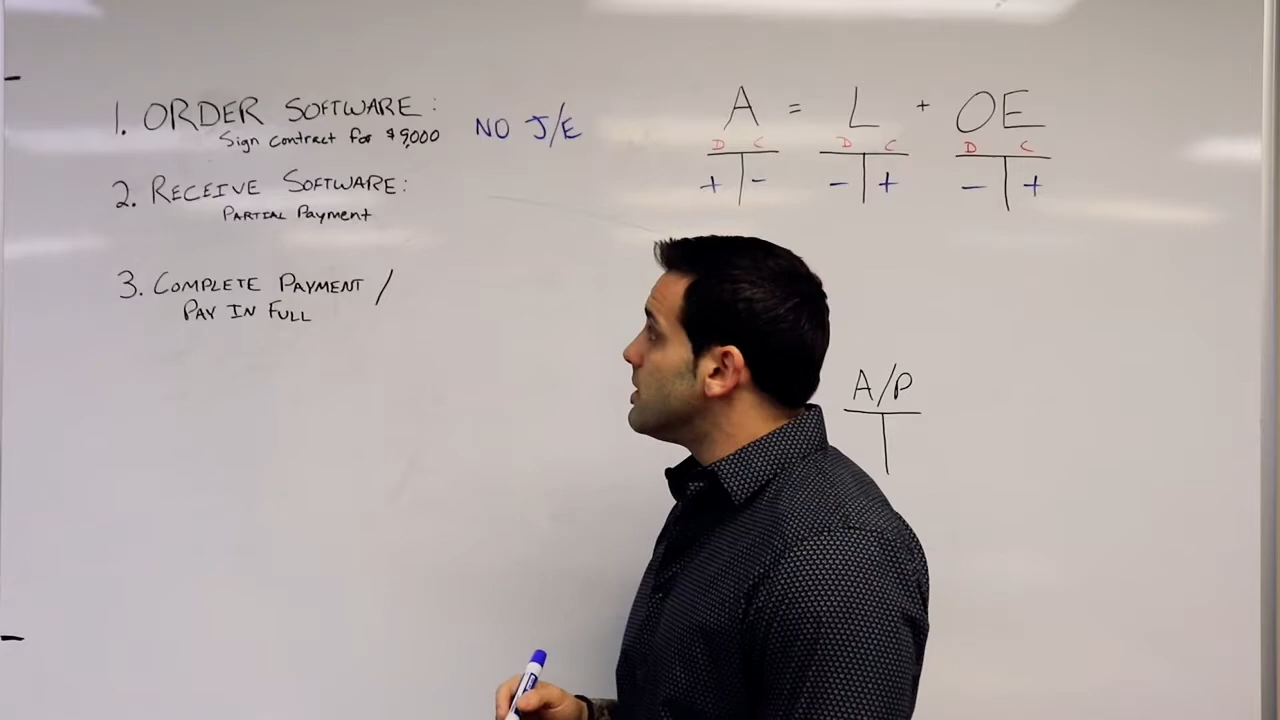 1. ORDER SOFTWARE:
Sign contract for $9,000
NO J/E
2. RECEIVE SOFTWARE:
PARTIAL Payment
3. COMPLETE PAYMENT /
PAY IN FULL
A = L + OE
D C D C D C
+ - - + - +
A/P